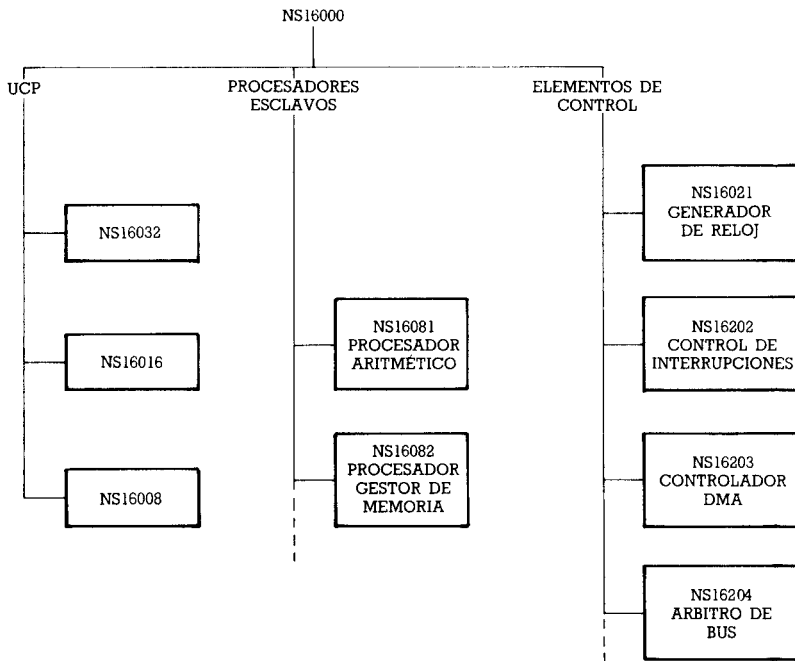 NS16000
UCP
PROCESADORES
ESCLAVOS
ELEMENTOS DE
CONTROL
NS16032
NS16016
NS16008
NS16081
PROCESADOR
ARITMÉTICO
NS16082
PROCESADOR
GESTOR DE
MEMORIA
NS16021
GENERADOR
DE RELOJ
NS16202
CONTROL DE
INTERRUPCIONES
NS16203
CONTROLADOR
DMA
NS16204
ARBITRO DE
BUS